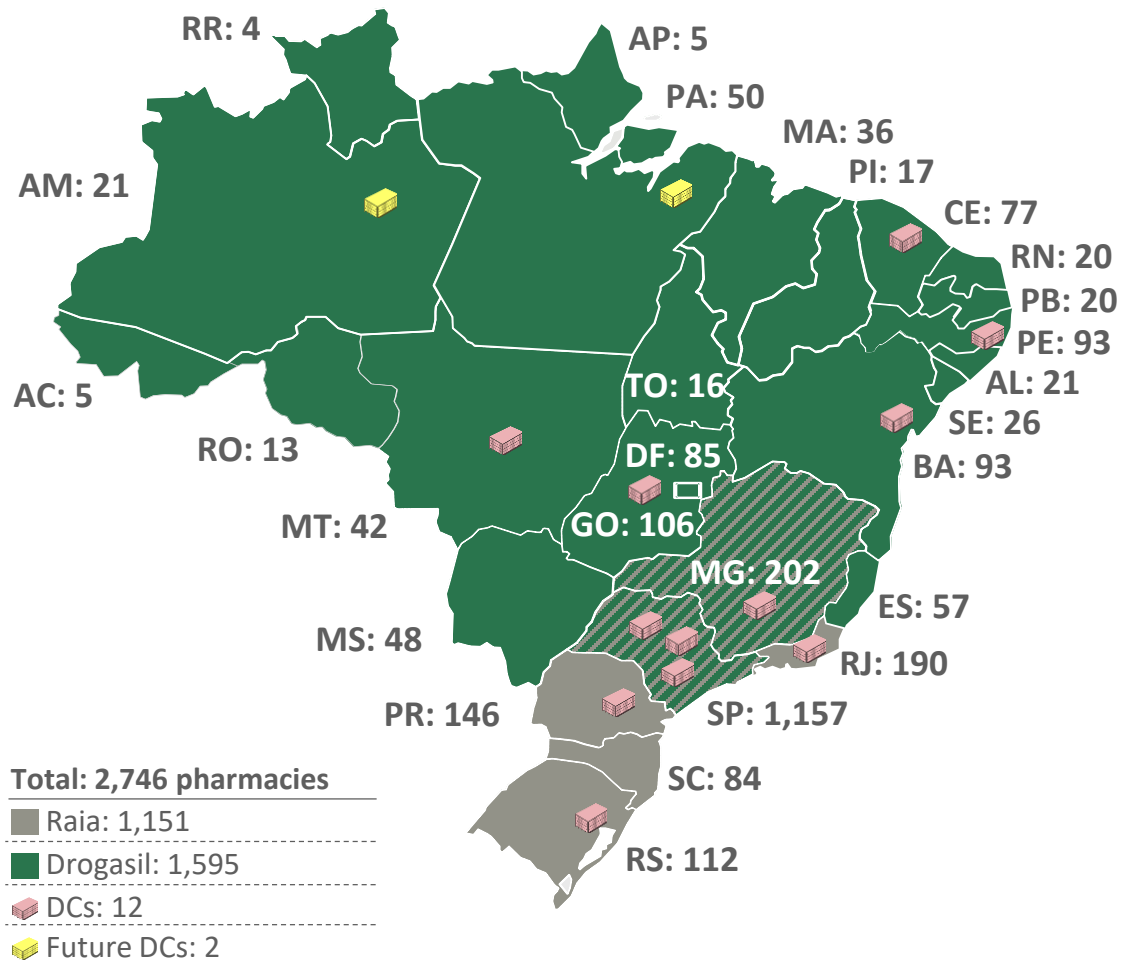 RR: 4
AP: 5
PA: 50
MA: 36
PI: 17
AM: 21
CE: 77
RN: 20
PB: 20
PE: 93
AC: 5
TO: 16
AL: 21
SE: 26
RO: 13
DF: 85
BA: 93
MT: 42
GO: 106
MG: 202
ES: 57
MS: 48
RJ: 190
PR: 146
SP: 1,157
SC: 84
RS: 112
Total: 2,746 pharmacies
Raia: 1,151
Drogasil: 1,595
DCs: 12
Future DCs: 2